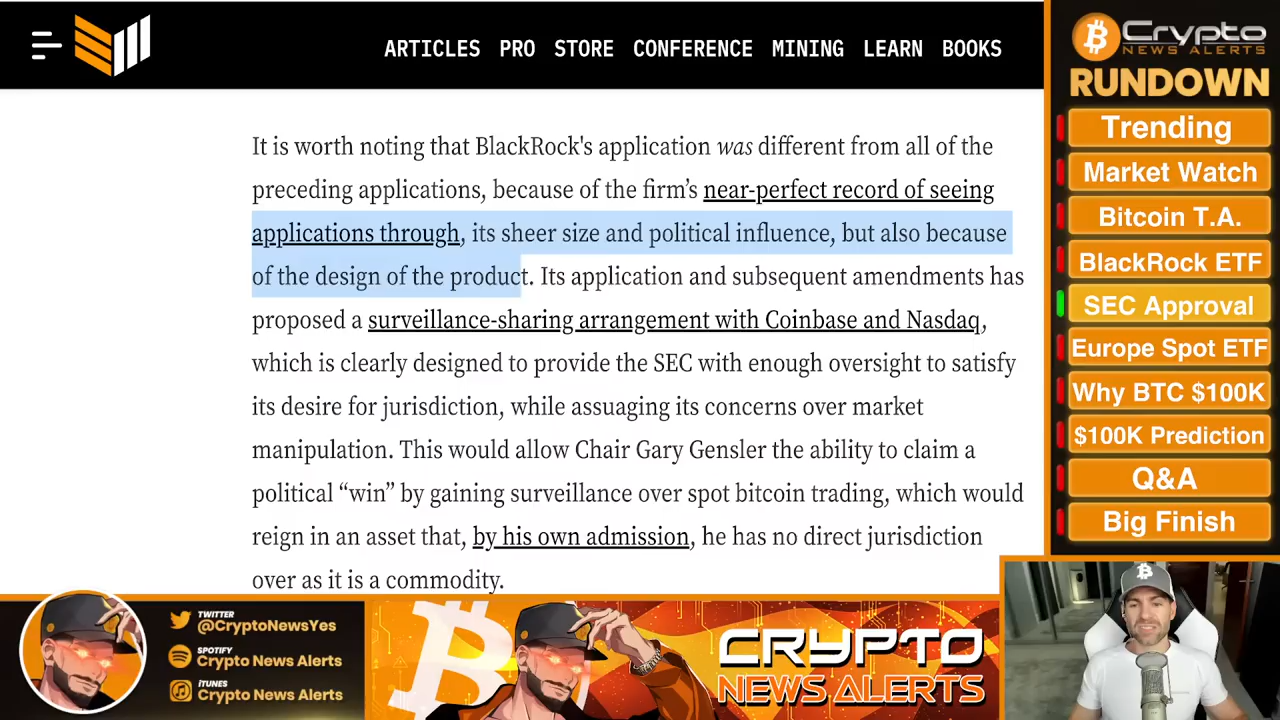 ARTICLES PRO STORE CONFERENCE MINING LEARN BOOKS
It is worth noting that BlackRock's application was different from all of the
preceding applications, because of the firm’s near-perfect record of seeing
applications through, its sheer size and political influence, but also because
of the design of the product. Its application and subsequent amendments has
proposed a surveillance-sharing arrangement with Coinbase and Nasdaq,
which is clearly designed to provide the SEC with enough oversight to satisfy
its desire for jurisdiction, while assuaging its concerns over market
manipulation. This would allow Chair Gary Gensler the ability to claim a
political “win” by gaining surveillance over spot bitcoin trading, which would
reign in an asset that, by his own admission, he has no direct jurisdiction
over as it is a commodity.
Crypto
NEWS ALERTS
RUNDOWN
Trending
Market Watch
Bitcoin T.A.
BlackRock ETF
SEC Approval
Europe Spot ETF
Why BTC $100K
$100K Prediction
Q&A
Big Finish
TWITTER
@CryptoNewsYes
SPOTIFY
Crypto News Alerts
iTUNES
Crypto News Alerts
CRYPTO
NEWS ALERTS